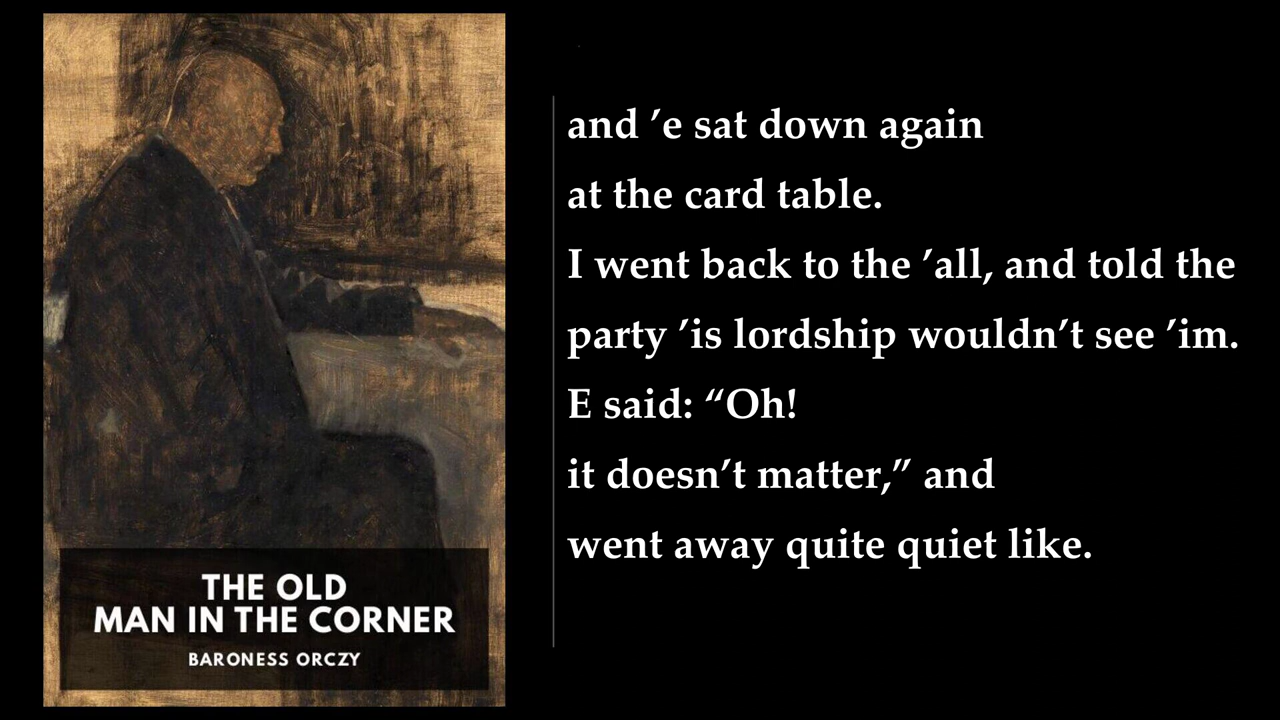 and ’e sat down again
at the card table.
I went back to the ’all, and told the
party ’is lordship wouldn’t see ’im.
E said: “Oh!
it doesn’t matter,” and
went away quite quiet like.
THE OLD
MAN IN THE CORNER
BARONESS ORCZY